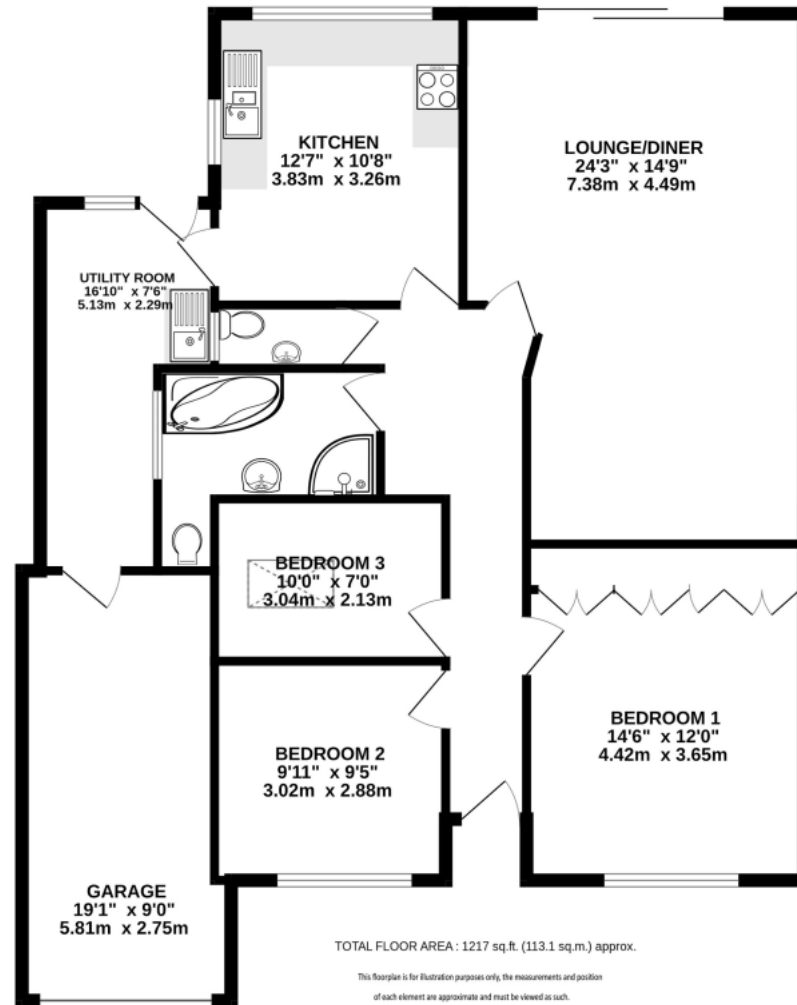 KITCHEN
12'7" x 10'8"
3.83m x 3.26m
LOUNGE/DINER
24'3" x 14'9"
7.38m x 4.49m
UTILITY ROOM
16'10" x 7'6"
5.13m x 2.29m
BEDROOM 3
10'0" x 7'0"
3.04m x 2.13m
BEDROOM 1
14'6" x 12'0"
4.42m x 3.65m
BEDROOM 2
9'11" x 9'5"
3.02m x 2.88m
GARAGE
19'1" x 9'0"
5.81m x 2.75m
TOTAL FLOOR AREA : 1217 sq.ft. (113.1 sq.m.) approx.
This floorplan is for illustration purposes only, the measurements and position
of each element are approximate and must be viewed as such.